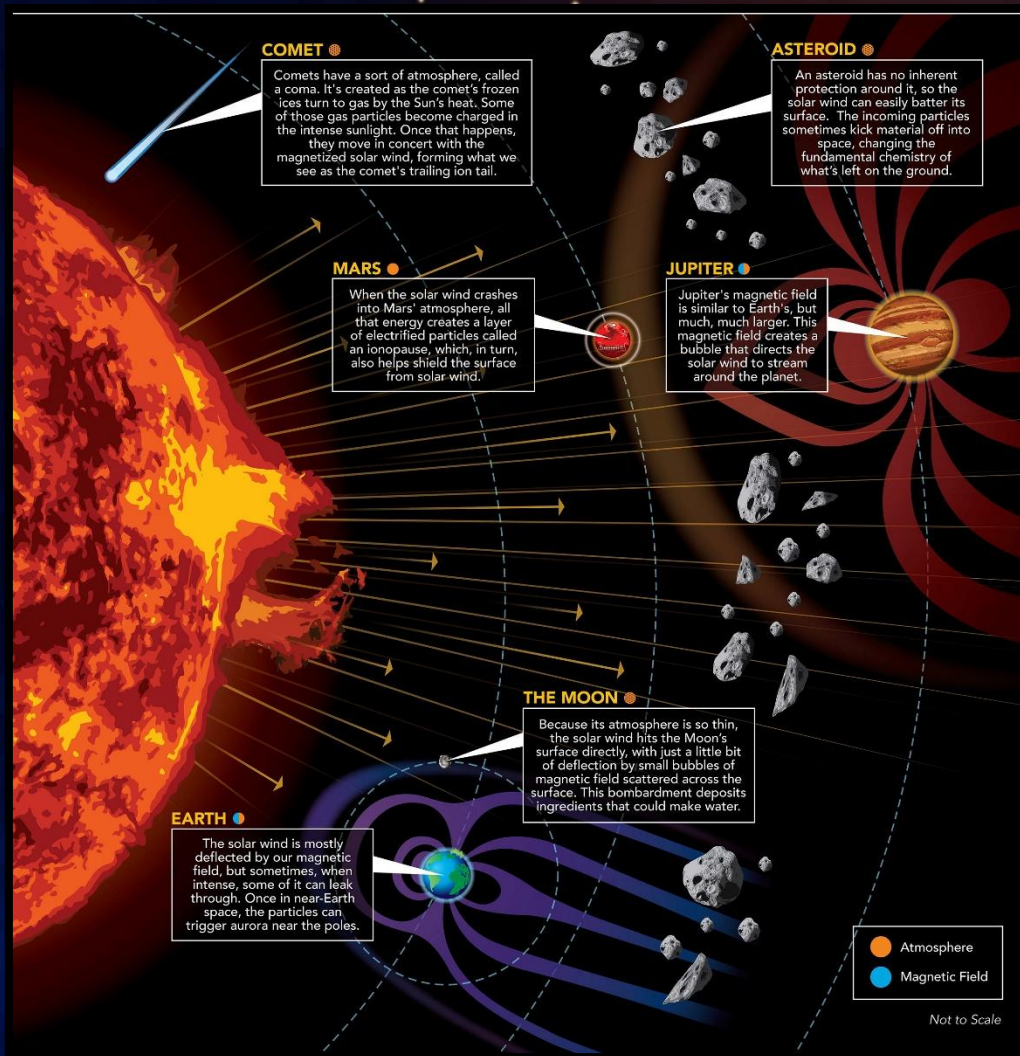 COMET
Comets have a sort of atmosphere, called
a coma. It's created as the comet's frozen
ices turn to gas by the Sun's heat. Some
of those gas particles become charged in
the intense sunlight. Once that happens,
they move in concert with the
magnetized solar wind, forming what we
see as the comet's trailing ion tail.
ASTEROID
An asteroid has no inherent
protection around it, so the
solar wind can easily batter its
surface. The incoming particles
sometimes kick material off into
space, changing the
fundamental chemistry of
what's left on the ground.
MARS
When the solar wind crashes
into Mars' atmosphere, all
that energy creates a layer
of electrified particles called
an ionopause, which, in turn,
also helps shield the surface
from solar wind.
JUPITER
Jupiter's magnetic field
is similar to Earth's, but
much, much larger. This
magnetic field creates a
bubble that directs the
solar wind to stream
around the planet.
THE MOON
Because its atmosphere is so thin,
the solar wind hits the Moon's
surface directly, with just a little bit
of deflection by small bubbles of
magnetic field scattered across the
surface. This bombardment deposits
ingredients that could make water.
EARTH
The solar wind is mostly
deflected by our magnetic
field, but sometimes, when
intense, some of it can leak
through. Once in near-Earth
space, the particles can
trigger aurora near the poles.
Atmosphere
Magnetic Field
Not to Scale